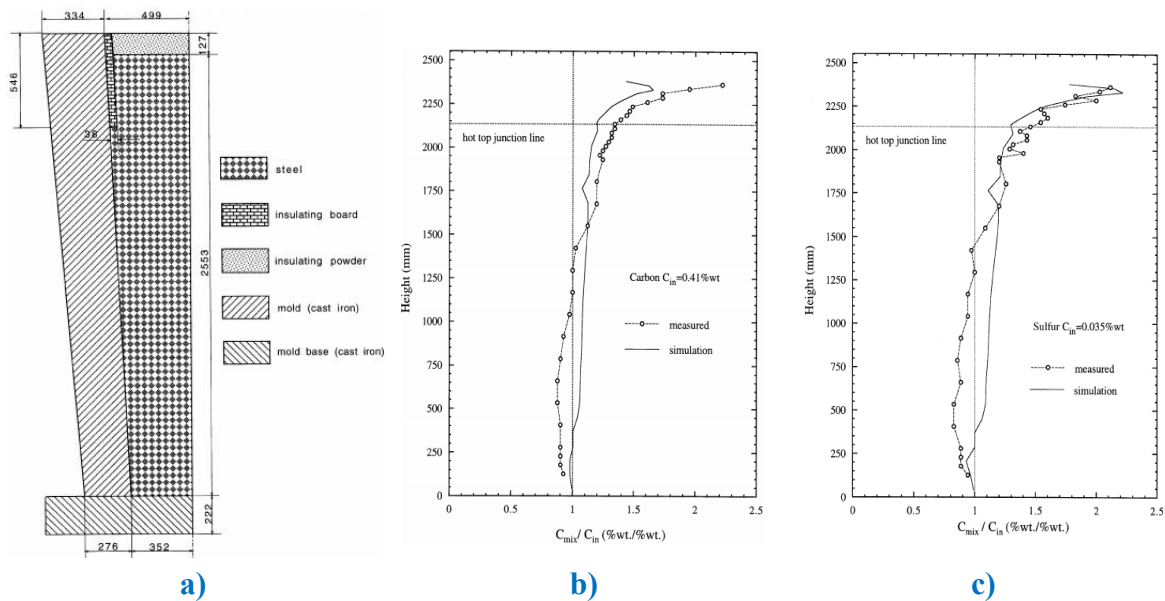 334
499
127
546
38
2553
222
276
352
steel
insulating board
insulating powder
mold (cast iron)
mold base (cast iron)
a)
2500
2250
2000
1750
1500
1250
1000
750
500
250
0
Height (mm)
hot top junction line
Carbon C_in=0.41%wt
measured
simulation
0
0.5
1
1.5
2
2.5
C_mix/ C_in (%wt./%wt.)
b)
2500
2250
2000
1750
1500
1250
1000
750
500
250
0
Height (mm)
hot top junction line
Sulfur C_in=0.035%wt
measured
simulation
0
0.5
1
1.5
2
2.5
C_mix/ C_in (%wt./%wt.)
c)